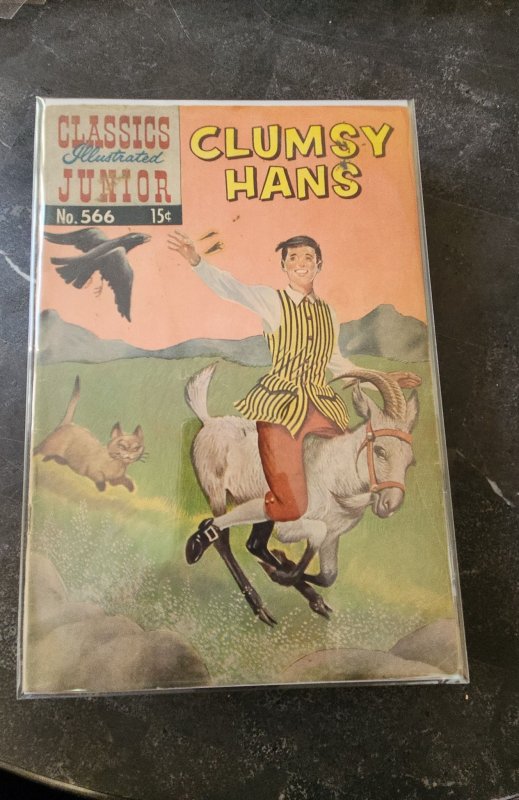 CLASSICS
Illustrated
JUNIOR
No. 566 15¢
CLUMSY
HANS